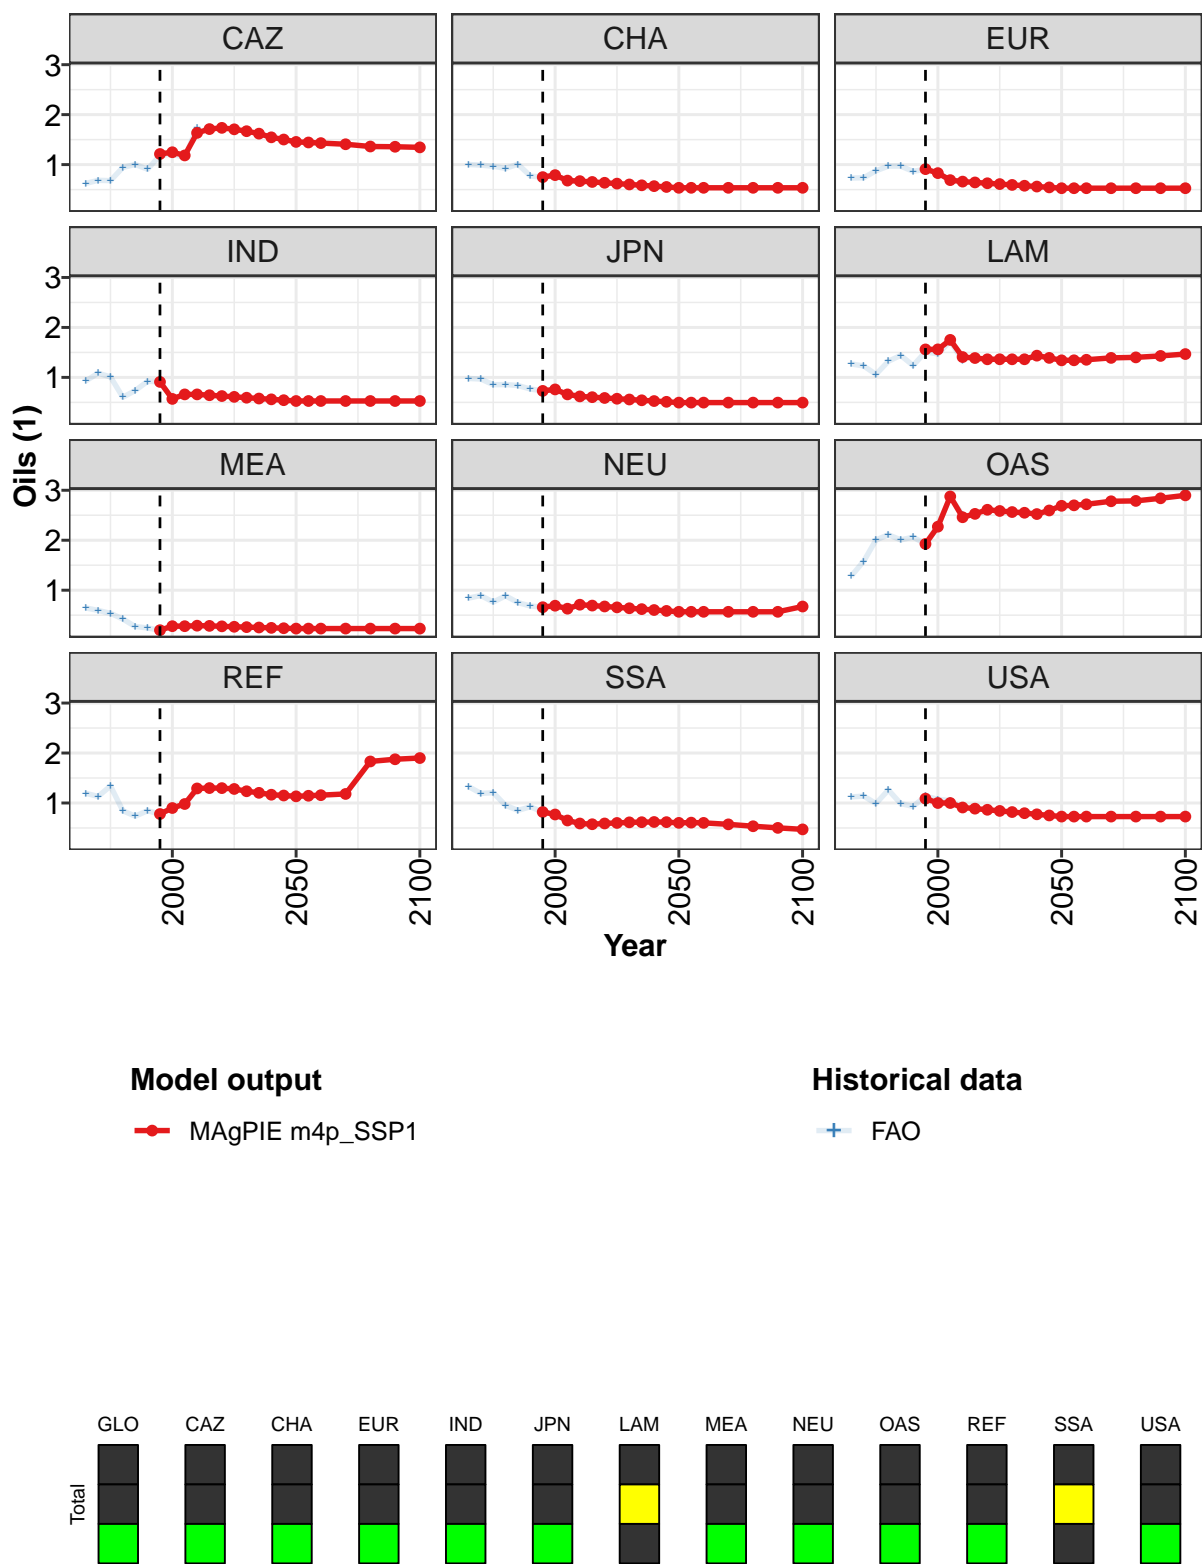 CAZ CHA EUR
3
2
1
IND JPN LAM
3
2
1
Oils (1)
MEA NEU OAS
3
2
1
REF SSA USA
3
2
1
2000 2050 2100 2000 2050 2100 2000 2050 2100
Year
Model output Historical data
MAgPIE m4p_SSP1 FAO
GLO CAZ CHA EUR IND JPN LAM MEA NEU OAS REF SSA USA
Total